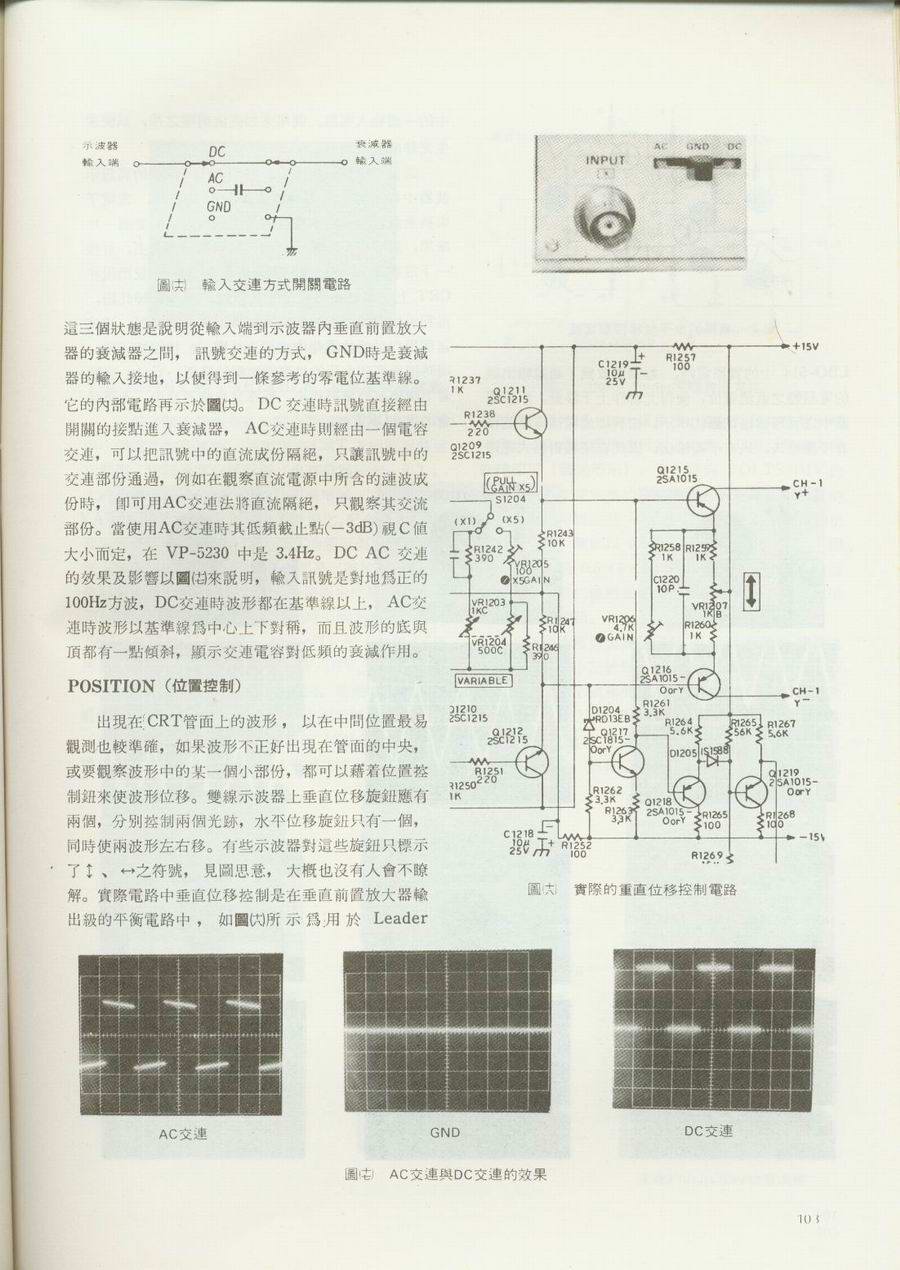 示波器
輸入端
DC
AC
GND
衰減器
輸入端
圖㈯ 輸入交連方式開關電路
INPUT
AC GND DC
這三個狀態是說明從輸入端到示波器內垂直前置放大
器的衰減器之間，訊號交連的方式，GND時是衰減
器的輸入接地，以便得到一條參考的零電位基準線。
它的內部電路再示於圖。DC 交連時訊號直接經由
開關的接點進入衰減器，AC交連時則經由一個電容
交連，可以把訊號中的直流成份隔絕，只讓訊號中的
交連部份通過，例如在觀察直流電源中所含的漣波成
份時，卽可用AC交連法將直流隔絕，只觀察其交流
部份。當使用AC交連時其低頻截止點(−3dB)視C值
大小而定，在 VP-5230 中是 3.4Hz。DC AC 交連
的效果及影響以圖來說明，輸入訊號是對地爲正的
100Hz方波，DC交連時波形都在基準線以上，AC交
連時波形以基準線爲中心上下對稱，而且波形的底與
頂都有一點傾斜，顯示交連電容對低頻的衰減作用。
POSITION（位置控制）
出現在CRT管面上的波形，以在中間位置最易
觀測也較準確，如果波形不正好出現在管面的中央，
或要觀察波形中的某一個小部份，都可以藉着位置控
制鈕來使波形位移。雙線示波器上垂直位移旋鈕應有
兩個，分別控制兩個光跡，水平位移旋鈕只有一個，
同時使兩波形左右移。有些示波器對這些旋鈕只標示
了↕、↔之符號，見圖思意，大概也沒有人會不瞭
解。實際電路中垂直位移控制是在垂直前置放大器輸
出級的平衡電路中，如圖所示爲用於 Leader
+15V
R1257
100
C1219
10μ
25V
R1237
1K
Q1211
2SC1215
R1238
220
Q1209
2SC1215
(PULL
GAIN X5)
S1204
(X1) (X5)
R1242
390
VR1205
100
X5GAIN
R1243
10K
Q1215
2SA1015
CH-1
Y+
R1258
1K
R1259
1K
C1220
10P
VR1207
1KB
R1260
1K
VR1203
1KC
VR1204
500C
R1247
10K
R1246
390
VR1206
4.7K
GAIN
VARIABLE
Q1216
2SA1015-
OorY
CH-1
Y−
Q1210
2SC1215
Q1212
2SC1215
R1251
220
R1250
1K
D1204
RD13EB
Q1217
2SC1815-
OorY
R1261
3.3K
R1264
5.6K
R1265
56K
R1267
5.6K
D1205
1S1588
Q1219
2SA1015-
OorY
R1262
3.3K
R1263
3.3K
Q1218
2SA1015-
OorY
R1265
100
R1268
100
C1218
10μ
25V
R1252
100
−15V
R1269
圖㈥ 實際的重直位移控制電路
AC交連
GND
DC交連
圖 AC交連與DC交連的效果
103